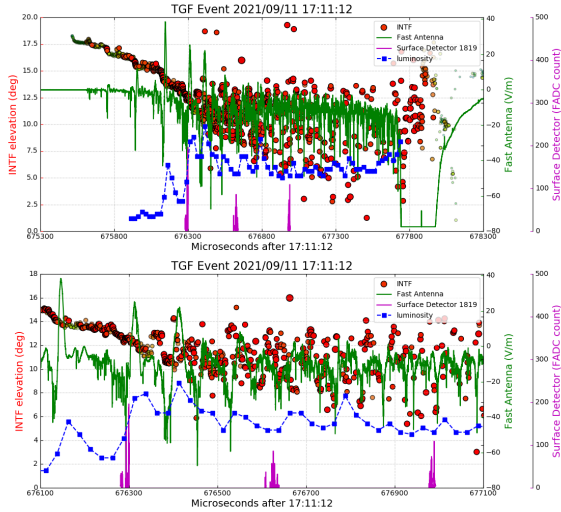 TGF Event 2021/09/11 17:11:12
20.0
17.5
15.0
12.5
10.0
7.5
5.0
2.5
0.0
INTF elevation (deg)
INTF
Fast Antenna
Surface Detector 1819
luminosity
40
20
0
−20
−40
−60
−80
Fast Antenna (V/m)
500
400
300
200
100
0
Surface Detector (FADC count)
675300 675800 676300 676800 677300 677800 678300
Microseconds after 17:11:12
TGF Event 2021/09/11 17:11:12
18
16
14
12
10
8
6
4
2
0
INTF elevation (deg)
INTF
Fast Antenna
Surface Detector 1819
luminosity
40
20
0
−20
−40
−60
−80
Fast Antenna (V/m)
500
400
300
200
100
0
Surface Detector (FADC count)
676100 676300 676500 676700 676900 677100
Microseconds after 17:11:12